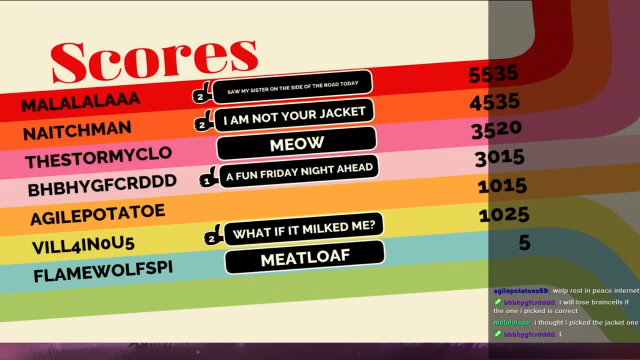 Scores
MALALALAAA 2 SAW MY SISTER ON THE SIDE OF THE ROAD TODAY 5535
NAITCHMAN 2 I AM NOT YOUR JACKET 4535
THESTORMYCLO MEOW 3520
BHBHYGFCRDDD 1 A FUN FRIDAY NIGHT AHEAD 3015
AGILEPOTATOE 1015
VILL4IN0U5 2 WHAT IF IT MILKED ME? 1025
FLAMEWOLFSPI MEATLOAF 5
agilepotatoes69: welp rest in peace internet
bhbhygfcrdddd: i will lose braincells if
the one i picked is correct
malalalaaa: i thought i picked the jacket one
bhbhygfcrdddd: l.